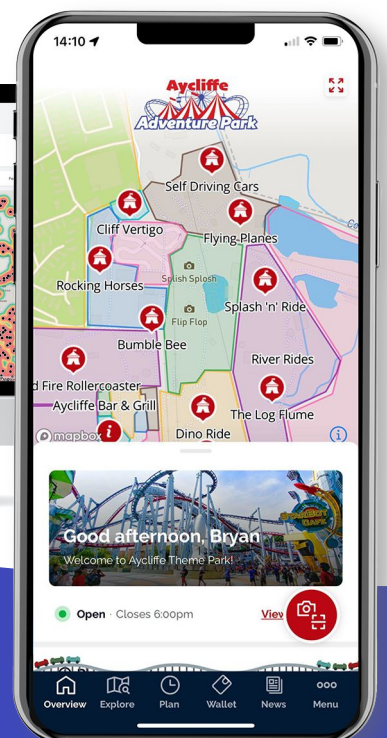 14:10
Aycliffe
Adventure Park
Self Driving Cars
Cliff Vertigo
Flying Planes
Rocking Horses
Splish Splosh
Splash 'n' Ride
Flip Flop
Bumble Bee
River Rides
d Fire Rollercoaster
Aycliffe Bar & Grill
The Log Flume
Dino Ride
mapbox
Good afternoon, Bryan
Welcome to Aycliffe Theme Park!
Open · Closes 6:00pm
View
Overview
Explore
Plan
Wallet
News
Menu